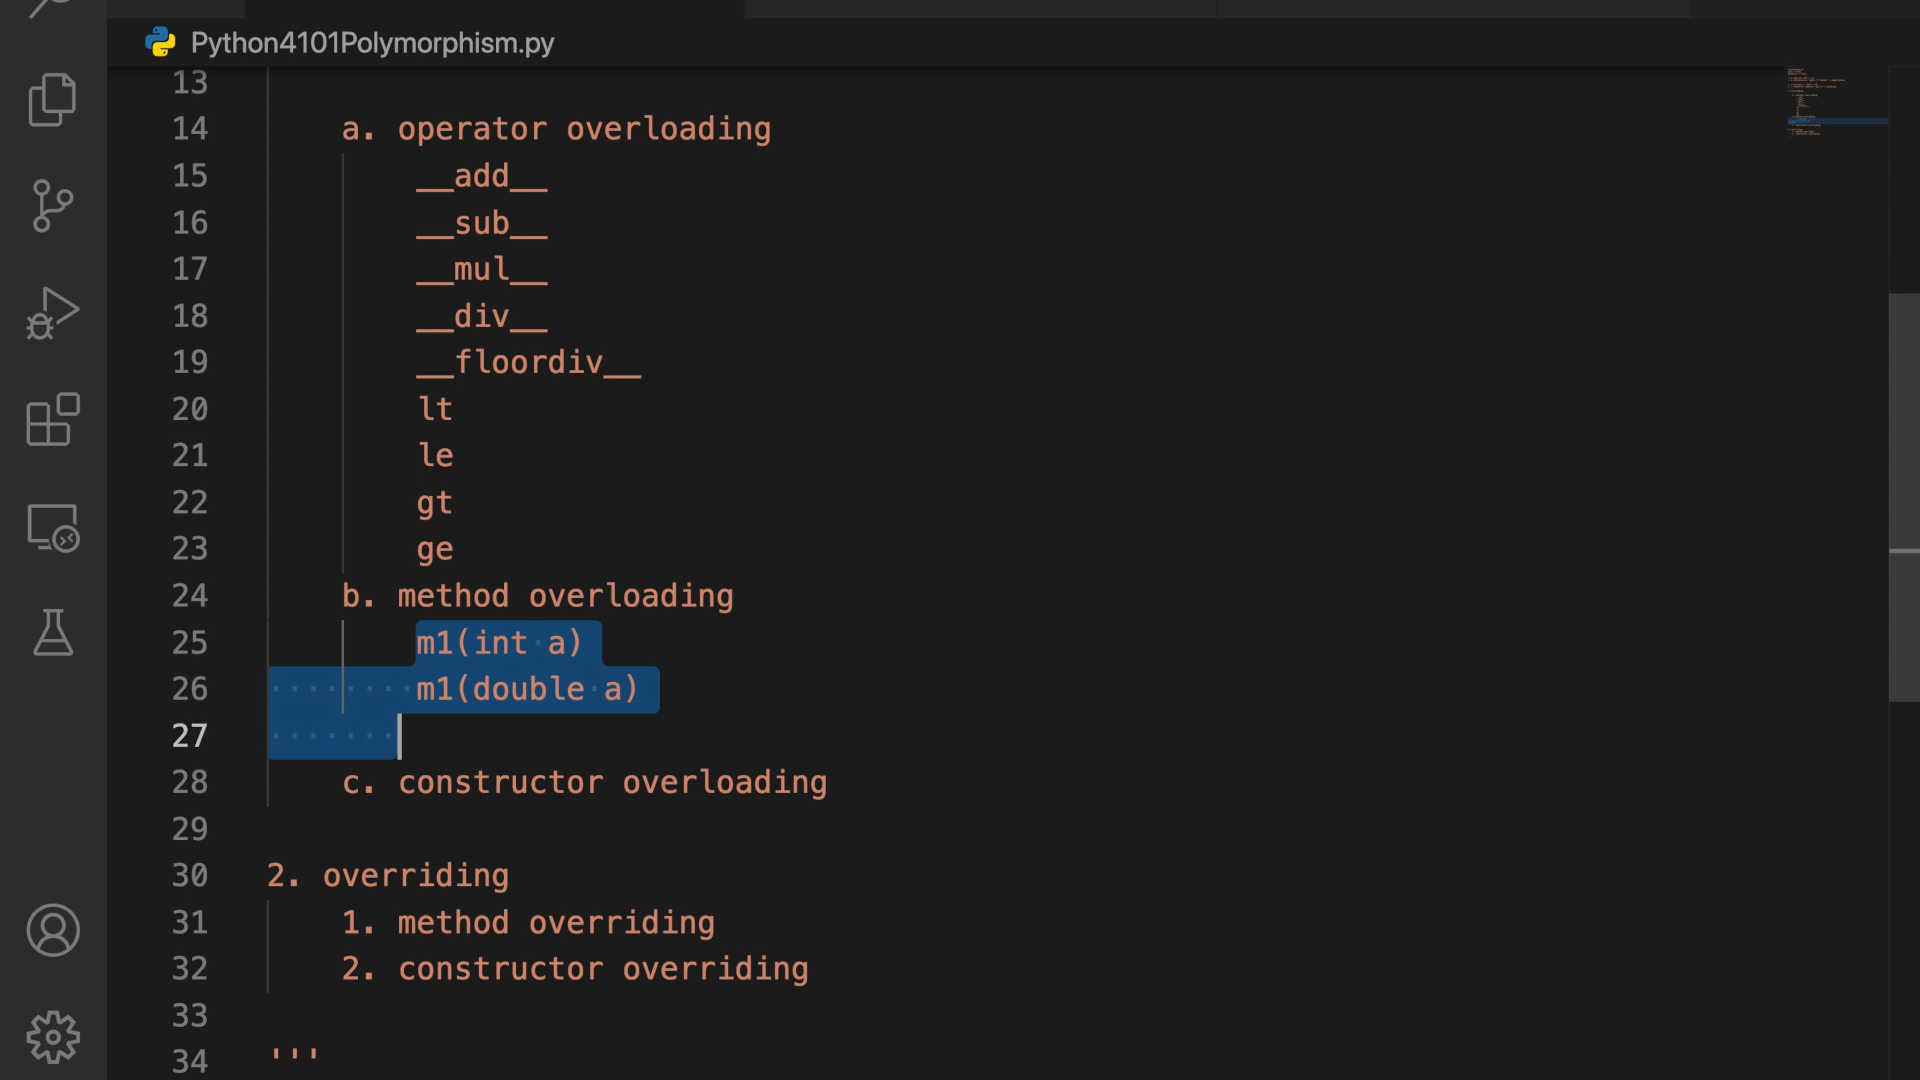 Python4101Polymorphism.py
13
14 a. operator overloading
15 __add__
16 __sub__
17 __mul__
18 __div__
19 __floordiv__
20 lt
21 le
22 gt
23 ge
24 b. method overloading
25 m1(int a)
26 m1(double a)
27
28 c. constructor overloading
29
30 2. overriding
31 1. method overriding
32 2. constructor overriding
33
34 '''